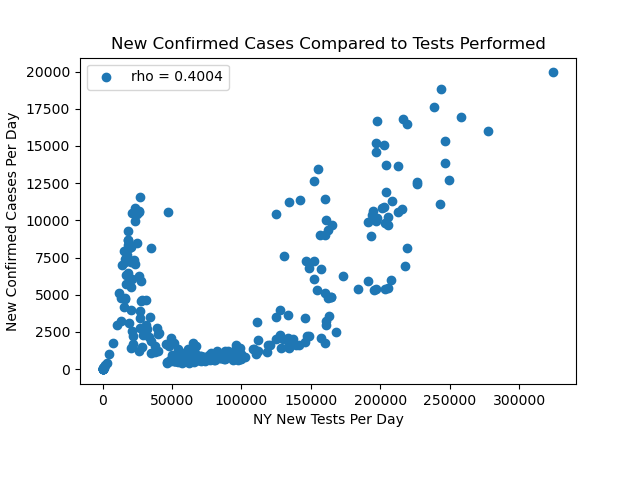 New Confirmed Cases Compared to Tests Performed
rho = 0.4004
New Confirmed Caeses Per Day
20000
17500
15000
12500
10000
7500
5000
2500
0
0 50000 100000 150000 200000 250000 300000
NY New Tests Per Day